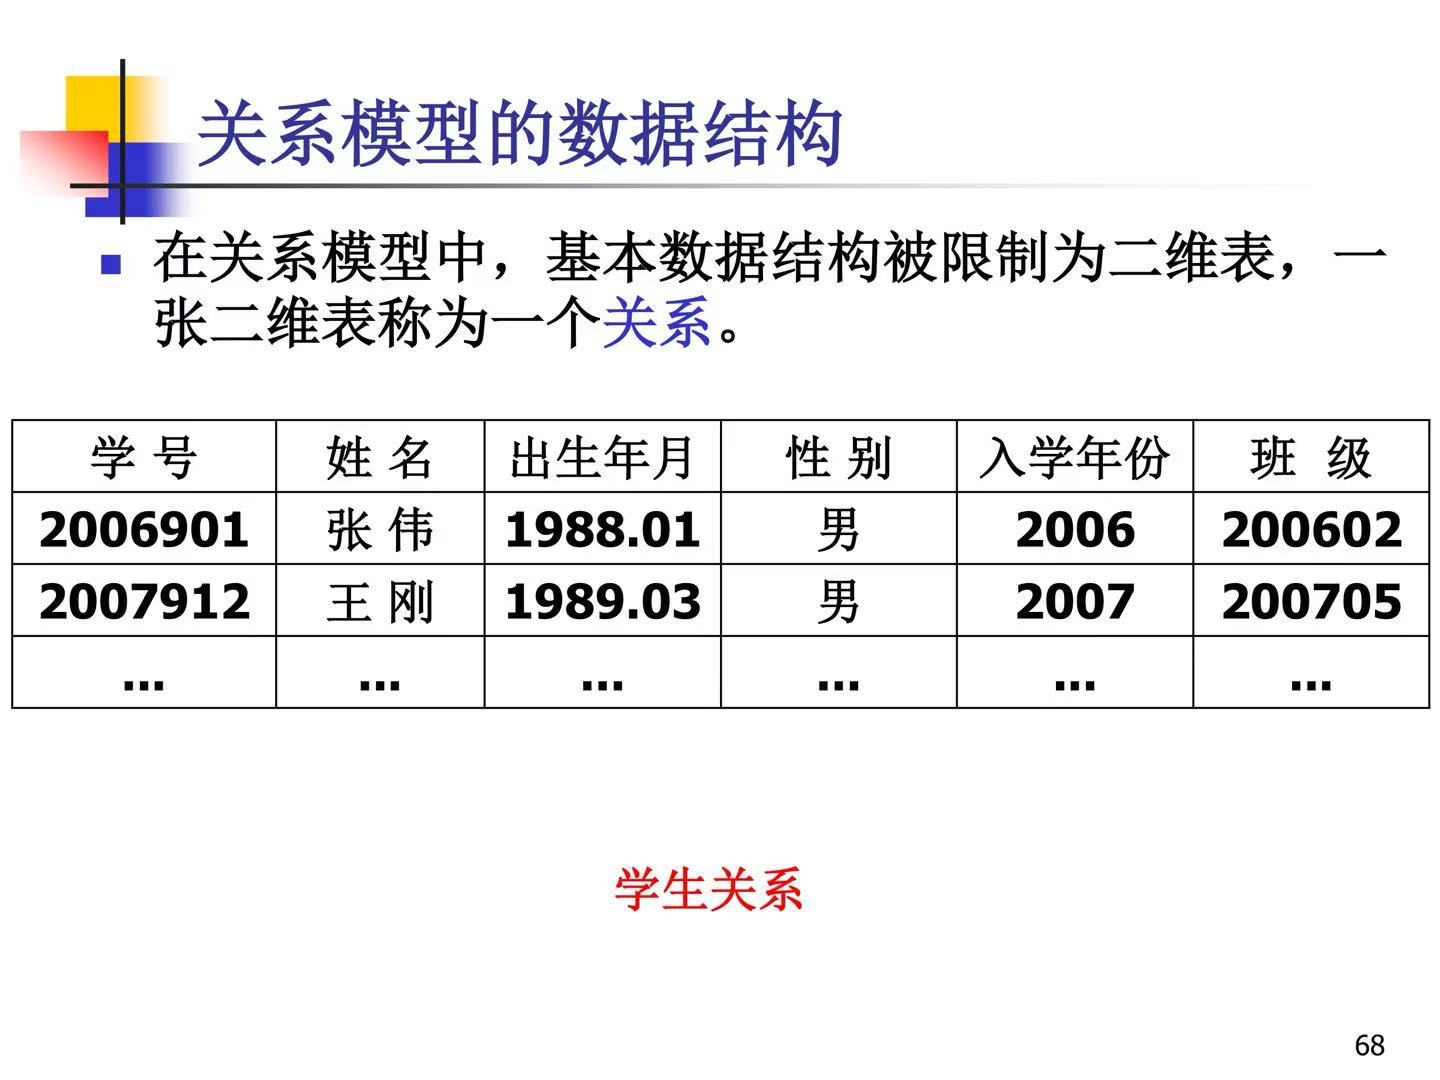 关系模型的数据结构
在关系模型中，基本数据结构被限制为二维表，一
张二维表称为一个关系。
学 号 姓 名 出生年月 性 别 入学年份 班 级
2006901 张 伟 1988.01 男 2006 200602
2007912 王 刚 1989.03 男 2007 200705
... ... ... ... ... ...
学生关系
68